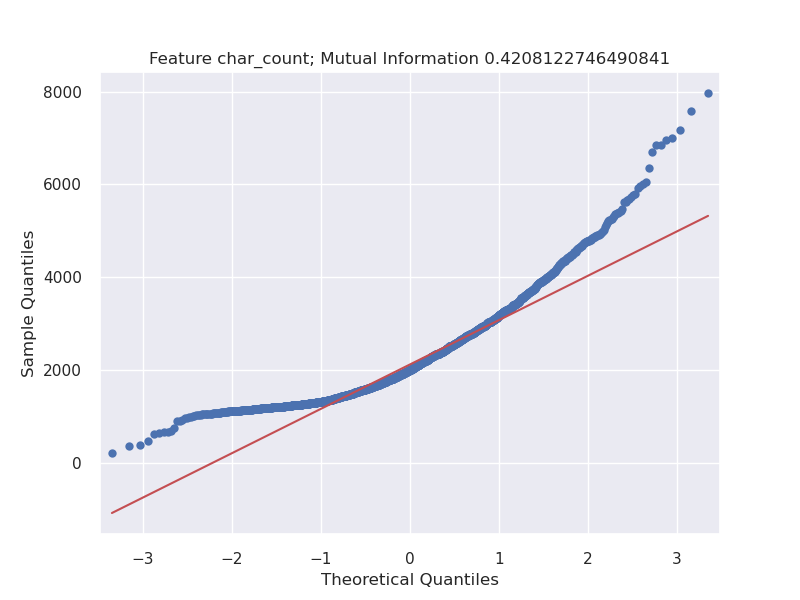 Feature char_count; Mutual Information 0.4208122746490841
8000
6000
4000
2000
0
Sample Quantiles
−3 −2 −1 0 1 2 3
Theoretical Quantiles